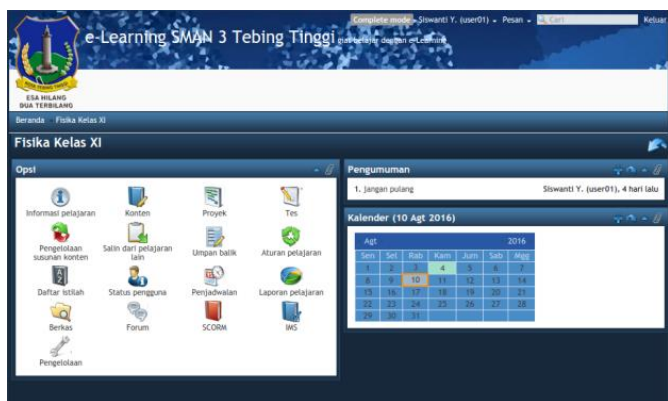 Complete mode Siswanti Y. (user01) Pesan Cari Keluar
e-Learning SMAN 3 Tebing Tinggi
ESA HILANG
DUA TERBILANG
Beranda Fisika Kelas XI
Fisika Kelas XI
Opsi
Informasi pelajaran Konten Proyek Tes
Pengelolaan susunan konten Salin dari pelajaran lain Umpan balik Aturan pelajaran
Daftar istilah Status pengguna Penjadwalan Laporan pelajaran
Berkas Forum SCORM IMS
Pengelolaan
Pengumuman
1. Jangan pulang Siswanti Y. (user01), 4 hari lalu
Kalender (10 Agt 2016)
Agt 2016
Sen Sel Rab Kam Jum Sab Mgg
1 2 3 4 5 6 7
8 9 10 11 12 13 14
15 16 17 18 19 20 21
22 23 24 25 26 27 28
29 30 31